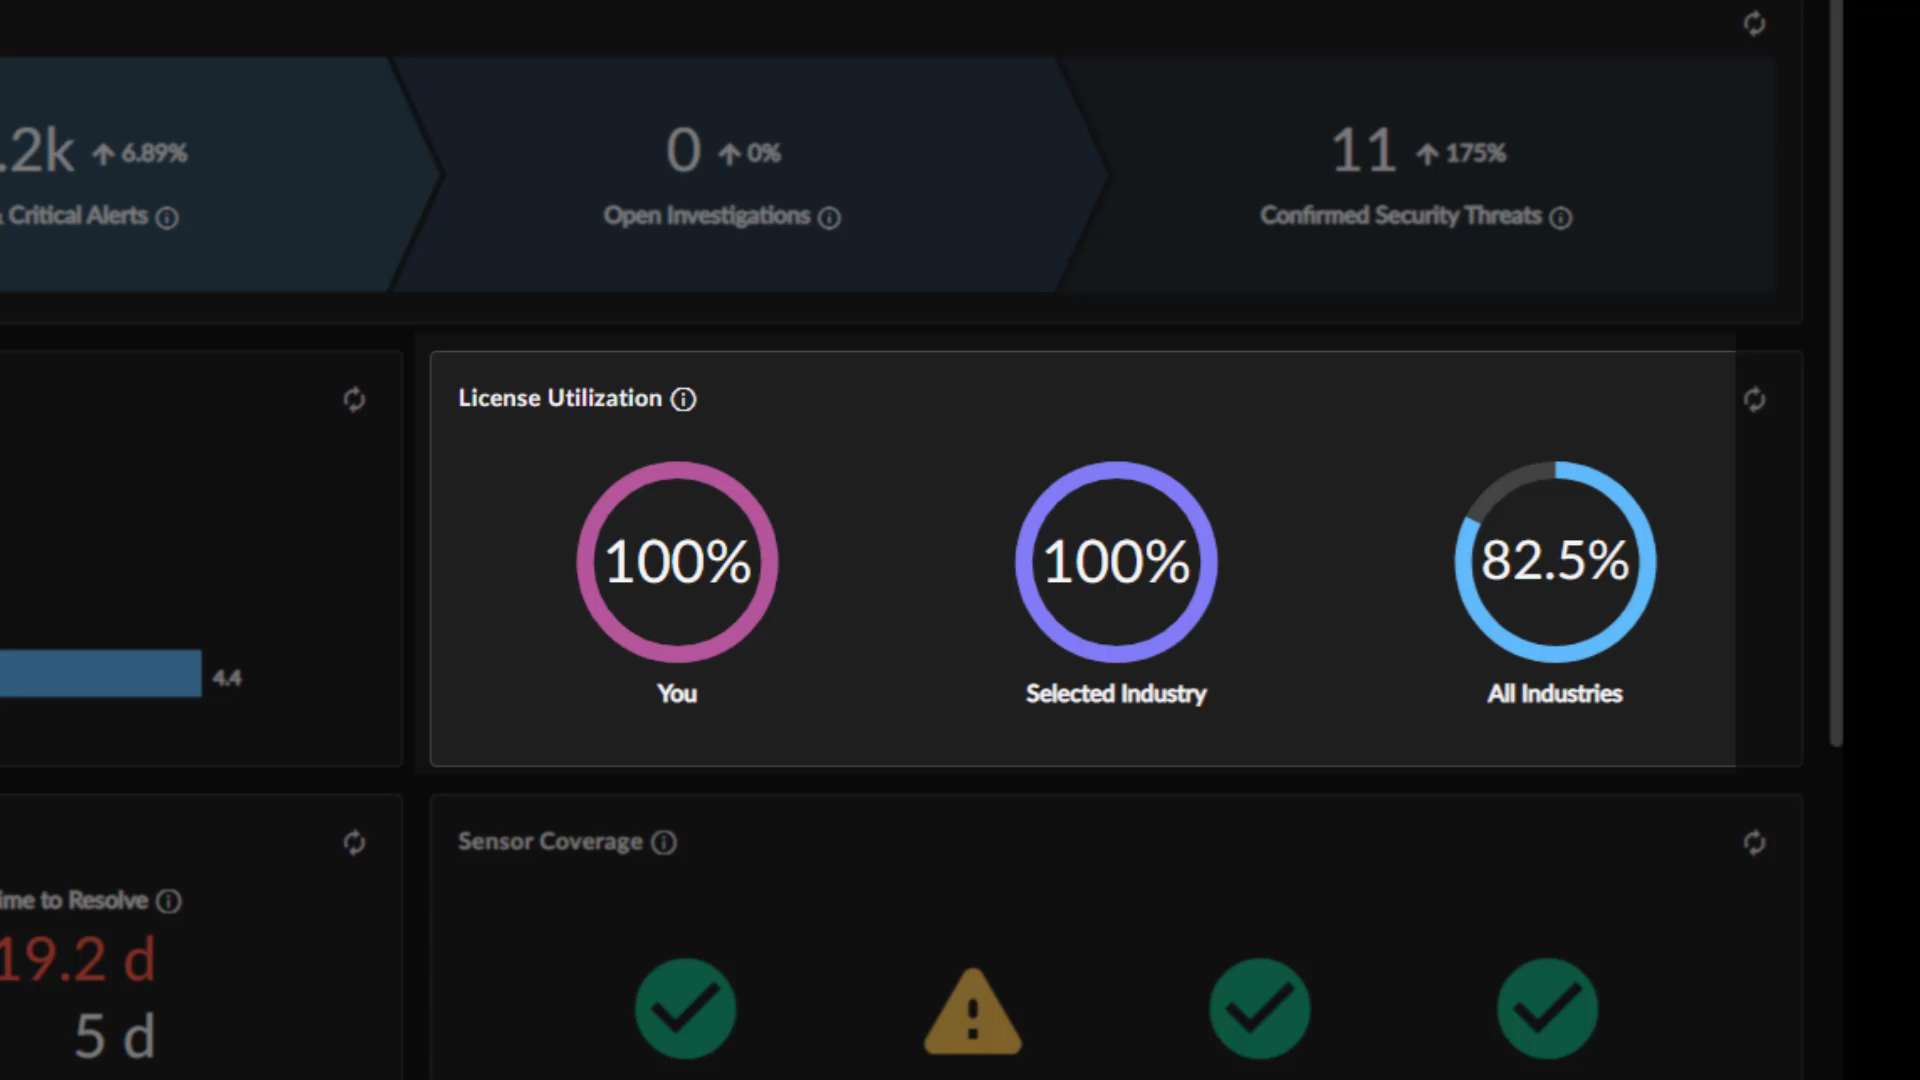 .2k 6.89%
Critical Alerts
0 0%
Open Investigations
11 175%
Confirmed Security Threats
License Utilization
100%
You
100%
Selected Industry
82.5%
All Industries
4.4
Sensor Coverage
ime to Resolve
19.2 d
5 d